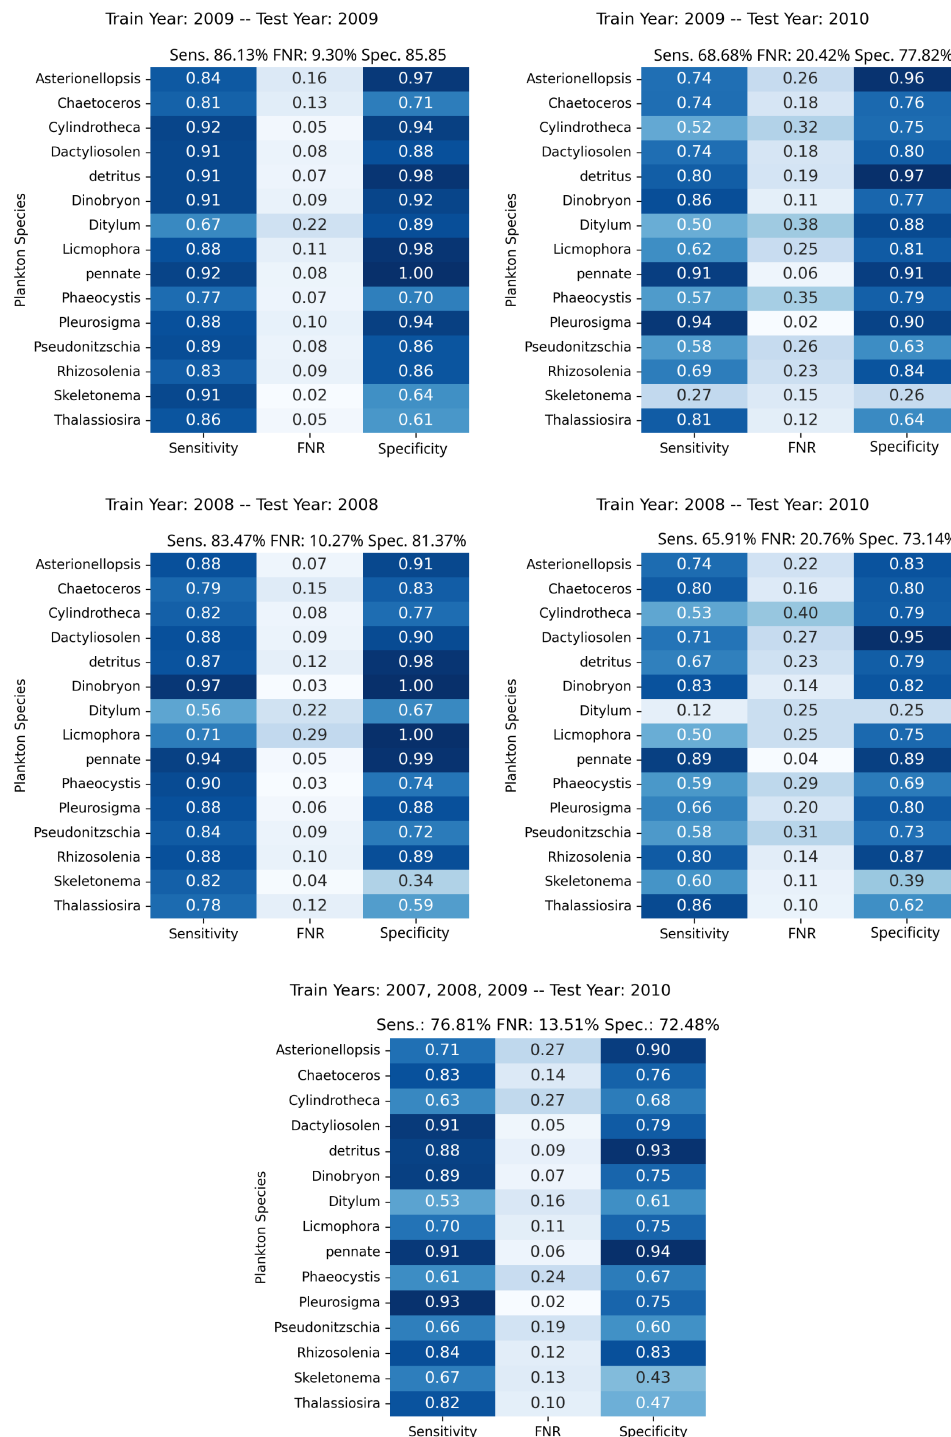 Train Year: 2009 -- Test Year: 2009
Sens. 86.13% FNR: 9.30% Spec. 85.85
Plankton Species
Asterionellopsis 0.84 0.16 0.97
Chaetoceros 0.81 0.13 0.71
Cylindrotheca 0.92 0.05 0.94
Dactyliosolen 0.91 0.08 0.88
detritus 0.91 0.07 0.98
Dinobryon 0.91 0.09 0.92
Ditylum 0.67 0.22 0.89
Licmophora 0.88 0.11 0.98
pennate 0.92 0.08 1.00
Phaeocystis 0.77 0.07 0.70
Pleurosigma 0.88 0.10 0.94
Pseudonitzschia 0.89 0.08 0.86
Rhizosolenia 0.83 0.09 0.86
Skeletonema 0.91 0.02 0.64
Thalassiosira 0.86 0.05 0.61
Sensitivity FNR Specificity
Train Year: 2009 -- Test Year: 2010
Sens. 68.68% FNR: 20.42% Spec. 77.82%
Plankton Species
Asterionellopsis 0.74 0.26 0.96
Chaetoceros 0.74 0.18 0.76
Cylindrotheca 0.52 0.32 0.75
Dactyliosolen 0.74 0.18 0.80
detritus 0.80 0.19 0.97
Dinobryon 0.86 0.11 0.77
Ditylum 0.50 0.38 0.88
Licmophora 0.62 0.25 0.81
pennate 0.91 0.06 0.91
Phaeocystis 0.57 0.35 0.79
Pleurosigma 0.94 0.02 0.90
Pseudonitzschia 0.58 0.26 0.63
Rhizosolenia 0.69 0.23 0.84
Skeletonema 0.27 0.15 0.26
Thalassiosira 0.81 0.12 0.64
Sensitivity FNR Specificity
Train Year: 2008 -- Test Year: 2008
Sens. 83.47% FNR: 10.27% Spec. 81.37%
Plankton Species
Asterionellopsis 0.88 0.07 0.91
Chaetoceros 0.79 0.15 0.83
Cylindrotheca 0.82 0.08 0.77
Dactyliosolen 0.88 0.09 0.90
detritus 0.87 0.12 0.98
Dinobryon 0.97 0.03 1.00
Ditylum 0.56 0.22 0.67
Licmophora 0.71 0.29 1.00
pennate 0.94 0.05 0.99
Phaeocystis 0.90 0.03 0.74
Pleurosigma 0.88 0.06 0.88
Pseudonitzschia 0.84 0.09 0.72
Rhizosolenia 0.88 0.10 0.89
Skeletonema 0.82 0.04 0.34
Thalassiosira 0.78 0.12 0.59
Sensitivity FNR Specificity
Train Year: 2008 -- Test Year: 2010
Sens. 65.91% FNR: 20.76% Spec. 73.14%
Plankton Species
Asterionellopsis 0.74 0.22 0.83
Chaetoceros 0.80 0.16 0.80
Cylindrotheca 0.53 0.40 0.79
Dactyliosolen 0.71 0.27 0.95
detritus 0.67 0.23 0.79
Dinobryon 0.83 0.14 0.82
Ditylum 0.12 0.25 0.25
Licmophora 0.50 0.25 0.75
pennate 0.89 0.04 0.89
Phaeocystis 0.59 0.29 0.69
Pleurosigma 0.66 0.20 0.80
Pseudonitzschia 0.58 0.31 0.73
Rhizosolenia 0.80 0.14 0.87
Skeletonema 0.60 0.11 0.39
Thalassiosira 0.86 0.10 0.62
Sensitivity FNR Specificity
Train Years: 2007, 2008, 2009 -- Test Year: 2010
Sens.: 76.81% FNR: 13.51% Spec.: 72.48%
Plankton Species
Asterionellopsis 0.71 0.27 0.90
Chaetoceros 0.83 0.14 0.76
Cylindrotheca 0.63 0.27 0.68
Dactyliosolen 0.91 0.05 0.79
detritus 0.88 0.09 0.93
Dinobryon 0.89 0.07 0.75
Ditylum 0.53 0.16 0.61
Licmophora 0.70 0.11 0.75
pennate 0.91 0.06 0.94
Phaeocystis 0.61 0.24 0.67
Pleurosigma 0.93 0.02 0.75
Pseudonitzschia 0.66 0.19 0.60
Rhizosolenia 0.84 0.12 0.83
Skeletonema 0.67 0.13 0.43
Thalassiosira 0.82 0.10 0.47
Sensitivity FNR Specificity